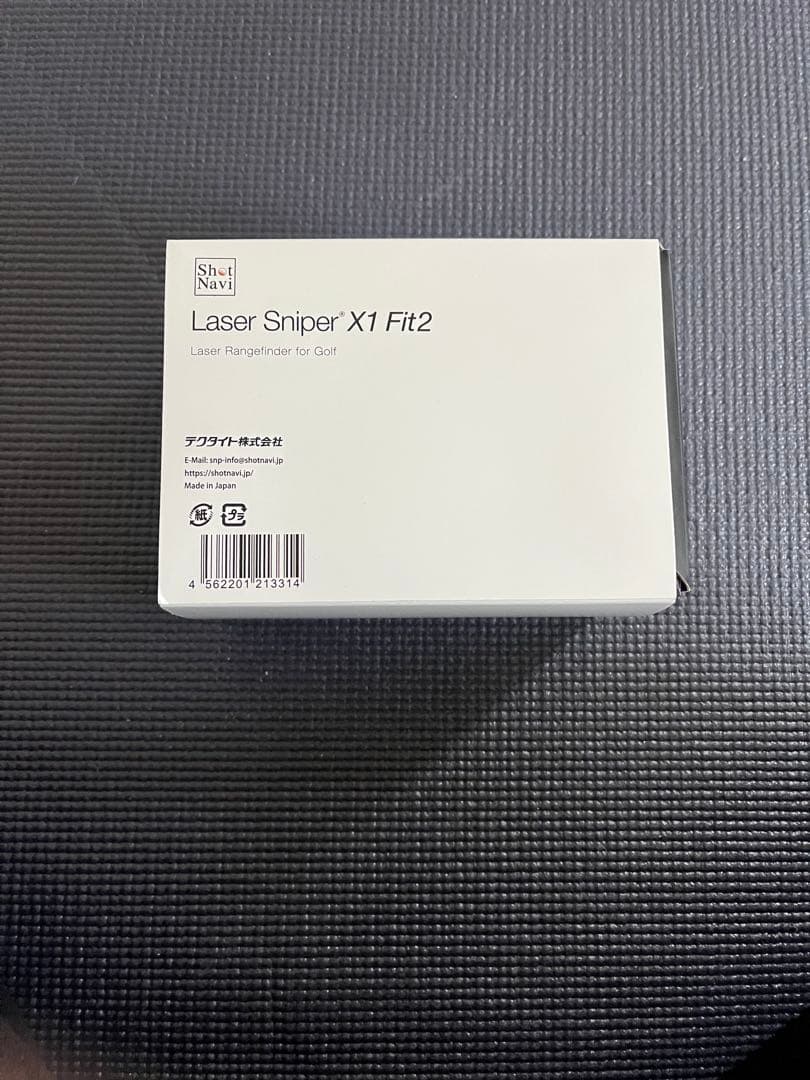 Shot
Navi
Laser Sniper® X1 Fit2
Laser Rangefinder for Golf
テクタイト株式会社
E-Mail: snp-info@shotnavi.jp
https://shotnavi.jp/
Made in Japan
紙 プラ
4 562201 213314